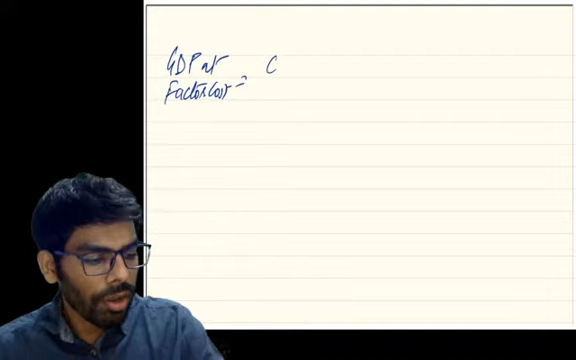 GDP at C
Factor Cost =